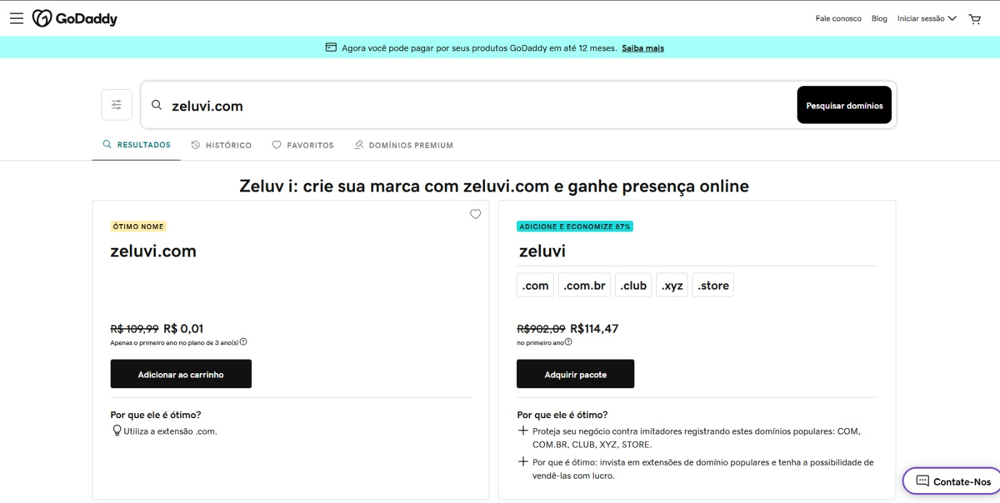 GoDaddy
Fale conosco Blog Iniciar sessão
Agora você pode pagar por seus produtos GoDaddy em até 12 meses. Saiba mais
zeluvi.com
Pesquisar domínios
RESULTADOS HISTÓRICO FAVORITOS DOMÍNIOS PREMIUM
Zeluv i: crie sua marca com zeluvi.com e ganhe presença online
ÓTIMO NOME
zeluvi.com
R$ 109,99 R$ 0,01
Apenas o primeiro ano no plano de 3 ano(s)
Adicionar ao carrinho
Por que ele é ótimo?
Utiliza a extensão .com.
ADICIONE E ECONOMIZE 87%
zeluvi
.com .com.br .club .xyz .store
R$902,09 R$114,47
no primeiro ano
Adquirir pacote
Por que ele é ótimo?
Proteja seu negócio contra imitadores registrando estes domínios populares: COM,
COM.BR, CLUB, XYZ, STORE.
Por que é ótimo: invista em extensões de domínio populares e tenha a possibilidade de
vendê-las com lucro.
Contate-Nos